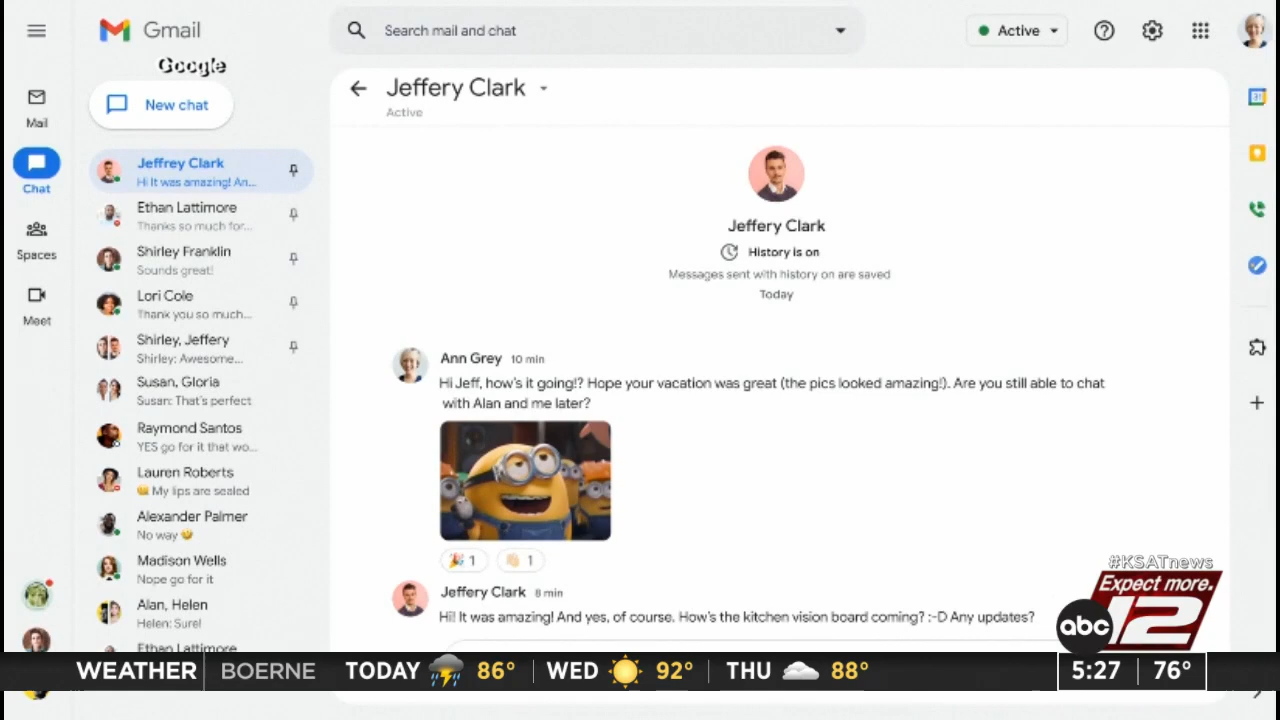 Gmail
Google
Search mail and chat
Active
New chat
Mail
Chat
Spaces
Meet
Jeffrey Clark
Hi It was amazing! An...
Ethan Lattimore
Thanks so much for...
Shirley Franklin
Sounds great!
Lori Cole
Thank you so much...
Shirley, Jeffery
Shirley: Awesome...
Susan, Gloria
Susan: That's perfect
Raymond Santos
YES go for it that wo...
Lauren Roberts
My lips are sealed
Alexander Palmer
No way
Madison Wells
Nope go for it
Alan, Helen
Helen: Sure!
Ethan Lattimore
Jeffery Clark
Active
Jeffery Clark
History is on
Messages sent with history on are saved
Today
Ann Grey 10 min
Hi Jeff, how's it going!? Hope your vacation was great (the pics looked amazing!). Are you still able to chat
with Alan and me later?
1 1
Jeffery Clark 8 min
Hi! It was amazing! And yes, of course. How's the kitchen vision board coming? :-D Any updates?
31
#KSATnews
Expect more.
abc 12
WEATHER BOERNE TODAY 86° WED 92° THU 88° 5:27 76°